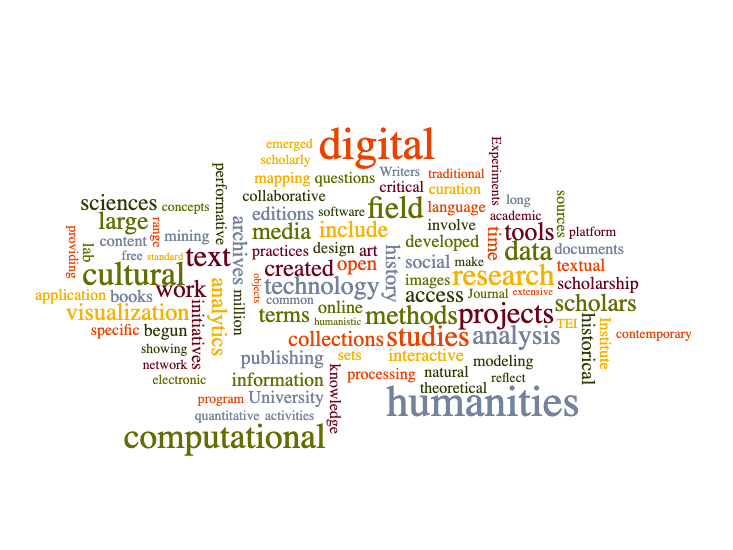 digital
emerged
scholarly
mapping
questions
Writers
traditional
critical
curation
Experiments
performative
sciences
concepts
collaborative
editions
software
field
language
long
academic
sources
large
range
providing
lab
content
mining
archives
media
include
involve
developed
time
tools
platform
free
standard
text
practices
design
art
history
social
data
documents
cultural
created
open
images
research
textual
objects
technology
access
Journal
make
extensive
scholarship
application
books
work
analytics
million
common
online
scholars
visualization
initiatives
terms
humanistic
methods
projects
TEI
historical
Institute
specific
begun
collections
studies
analysis
contemporary
showing
publishing
sets
interactive
modeling
network
knowledge
processing
natural
reflect
electronic
information
theoretical
program
University
humanities
quantitative
activities
computational